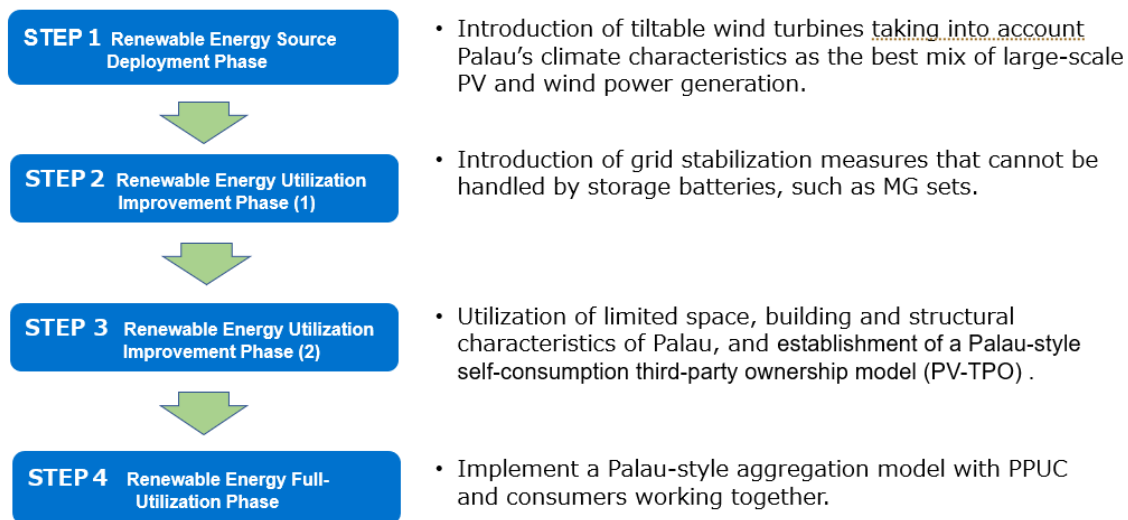 STEP 1 Renewable Energy Source
Deployment Phase
• Introduction of tiltable wind turbines taking into account
Palau’s climate characteristics as the best mix of large-scale
PV and wind power generation.
STEP 2 Renewable Energy Utilization
Improvement Phase (1)
• Introduction of grid stabilization measures that cannot be
handled by storage batteries, such as MG sets.
STEP 3 Renewable Energy Utilization
Improvement Phase (2)
• Utilization of limited space, building and structural
characteristics of Palau, and establishment of a Palau-style
self-consumption third-party ownership model (PV-TPO) .
STEP 4 Renewable Energy Full-
Utilization Phase
• Implement a Palau-style aggregation model with PPUC
and consumers working together.